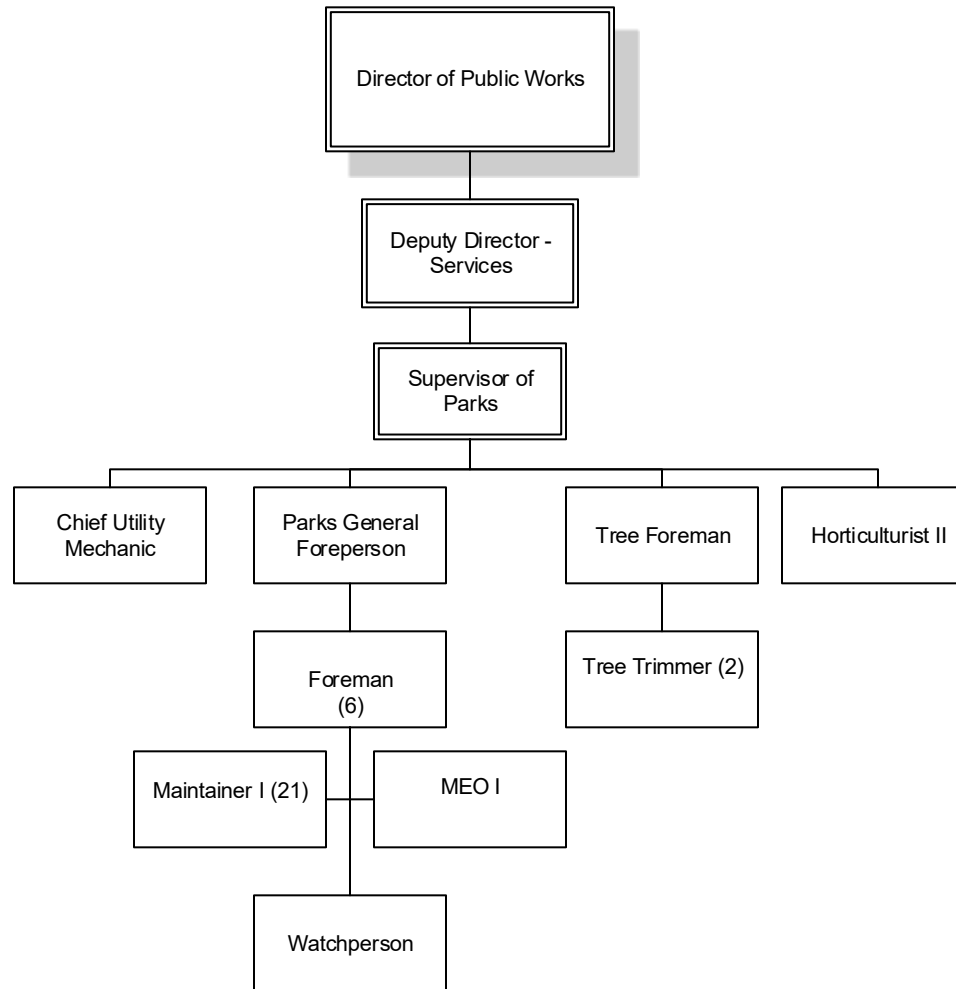 Director of Public Works
Deputy Director -
Services
Supervisor of
Parks
Chief Utility
Mechanic
Parks General
Foreperson
Tree Foreman
Horticulturist II
Foreman
(6)
Tree Trimmer (2)
Maintainer I (21)
MEO I
Watchperson